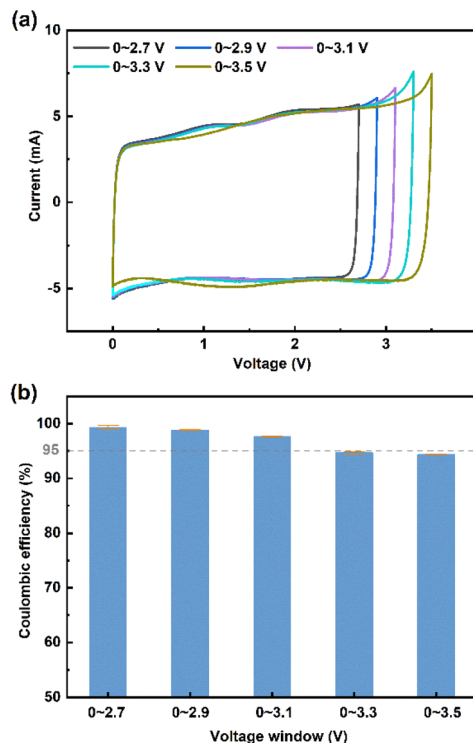 (a)
0~2.7 V 0~2.9 V 0~3.1 V
0~3.3 V 0~3.5 V
10
5
0
-5
Current (mA)
0 1 2 3
Voltage (V)
(b)
100
95
90
80
70
60
50
Coulombic efficiency (%)
0~2.7 0~2.9 0~3.1 0~3.3 0~3.5
Voltage window (V)